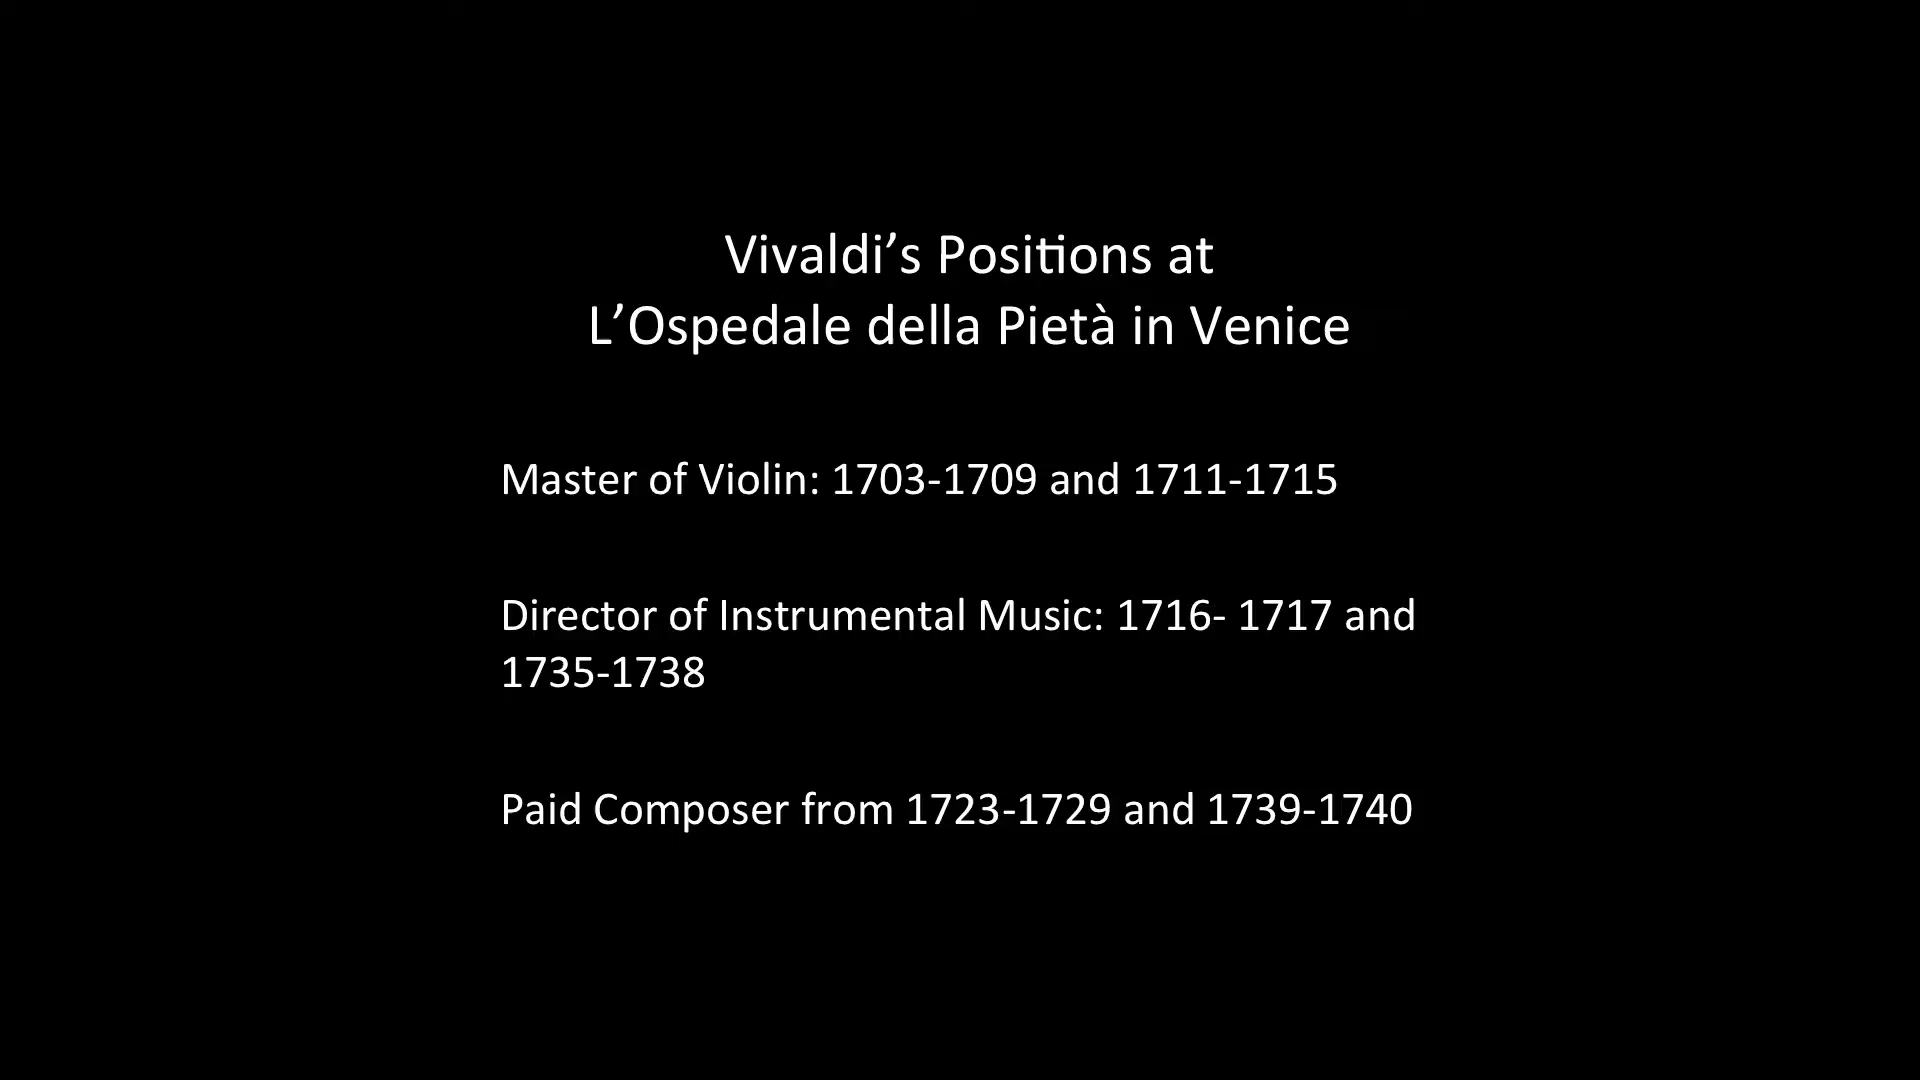 Vivaldi’s Positions at
L’Ospedale della Pietà in Venice
Master of Violin: 1703-1709 and 1711-1715
Director of Instrumental Music: 1716- 1717 and
1735-1738
Paid Composer from 1723-1729 and 1739-1740